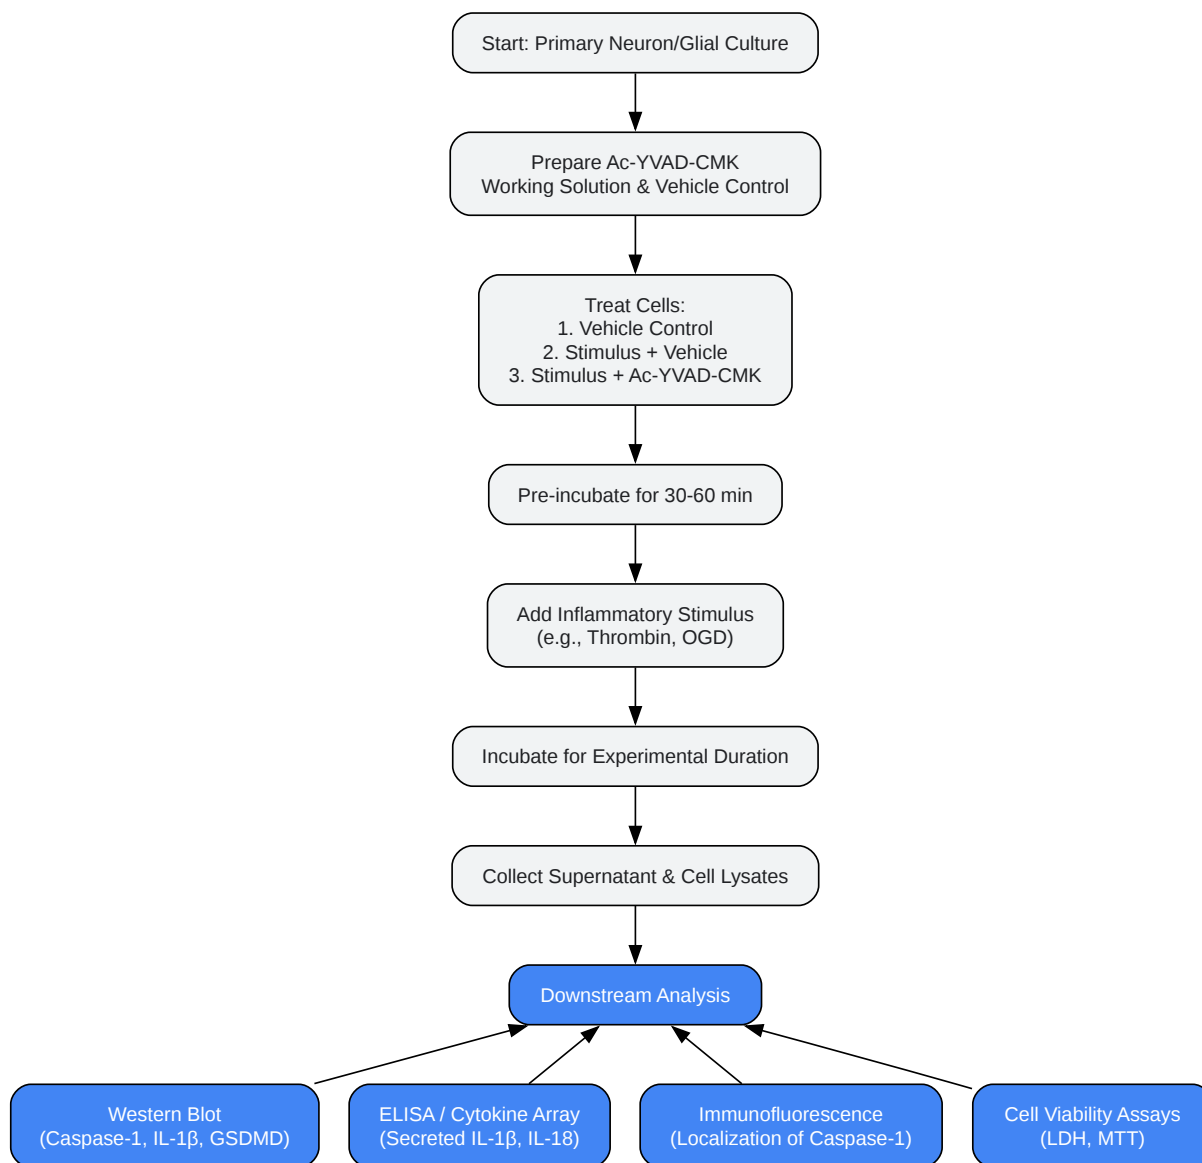 Start: Primary Neuron/Glial Culture
Prepare Ac-YVAD-CMK
Working Solution & Vehicle Control
Treat Cells:
1. Vehicle Control
2. Stimulus + Vehicle
3. Stimulus + Ac-YVAD-CMK
Pre-incubate for 30-60 min
Add Inflammatory Stimulus
(e.g., Thrombin, OGD)
Incubate for Experimental Duration
Collect Supernatant & Cell Lysates
Downstream Analysis
Western Blot
(Caspase-1, IL-1β, GSDMD)
ELISA / Cytokine Array
(Secreted IL-1β, IL-18)
Immunofluorescence
(Localization of Caspase-1)
Cell Viability Assays
(LDH, MTT)